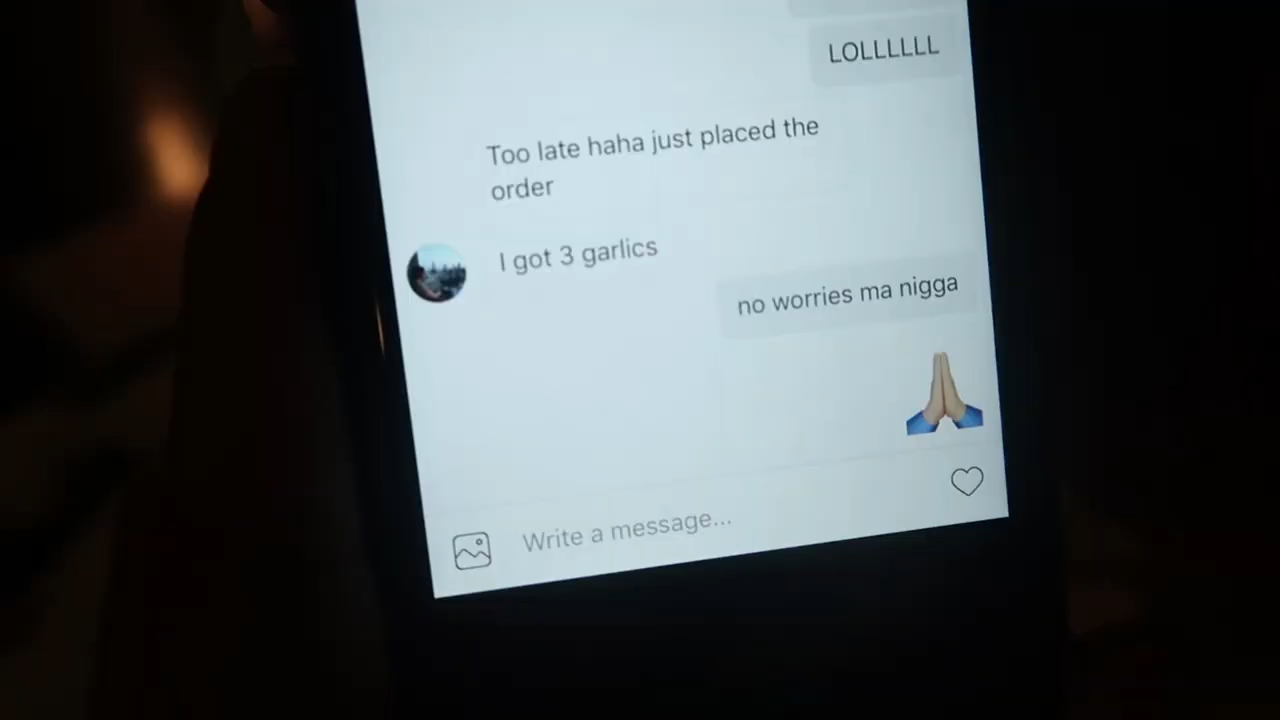 LOLLLLLL
Too late haha just placed the
order
I got 3 garlics
no worries ma nigga
Write a message...